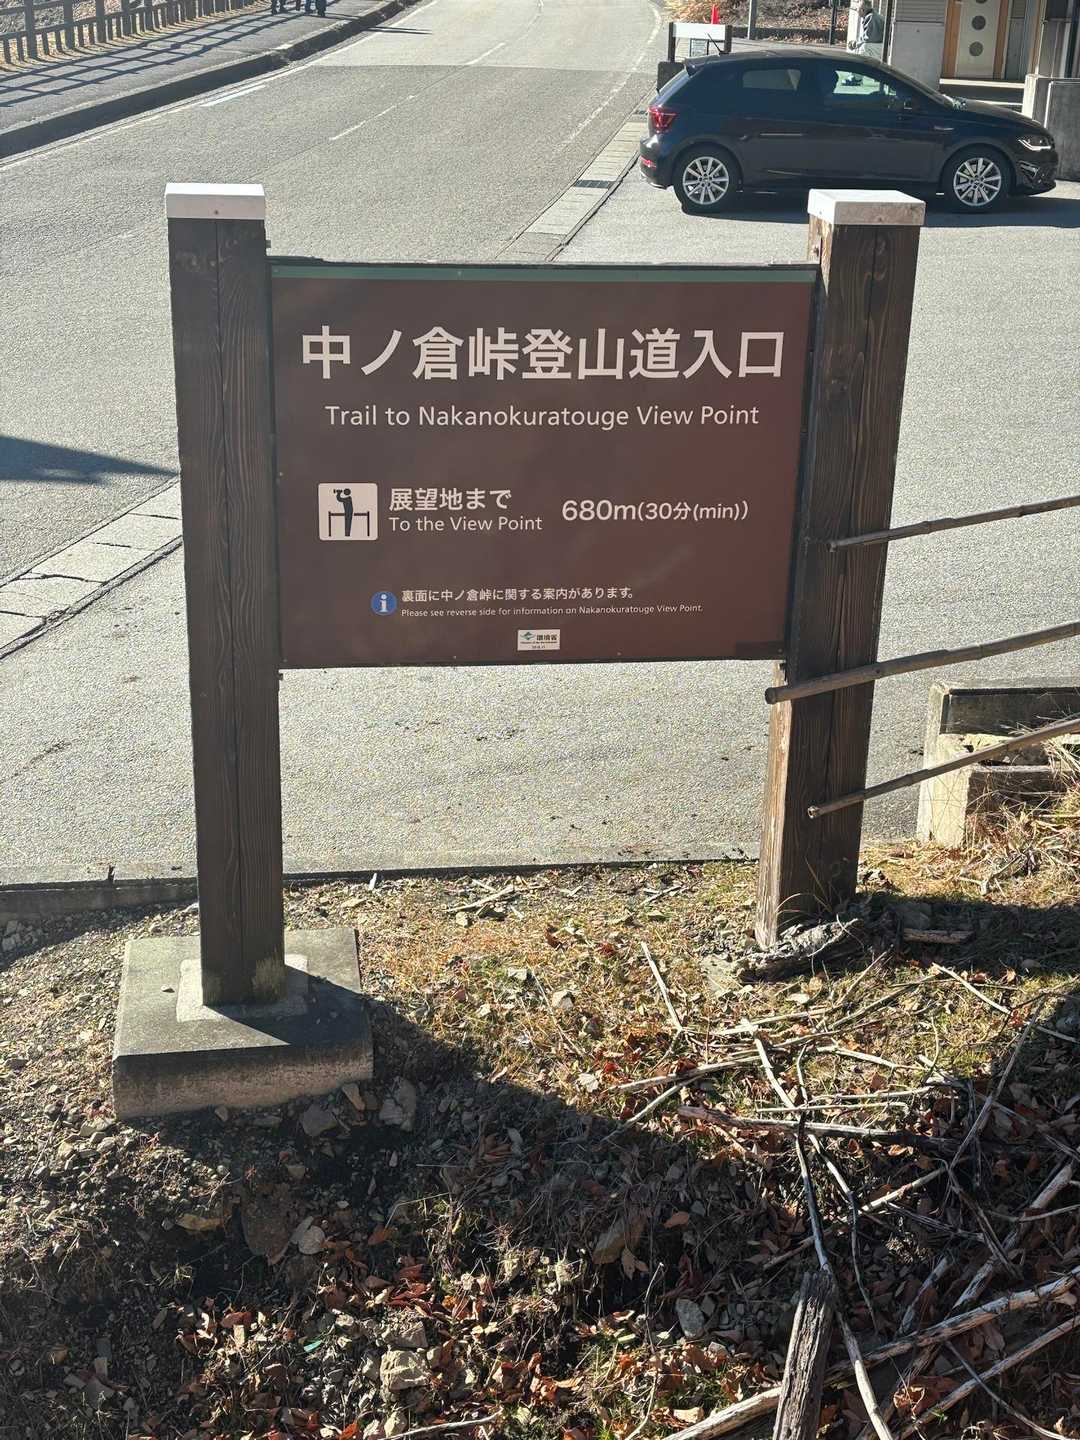 中ノ倉峠登山道入口
Trail to Nakanokuratouge View Point
展望地まで
To the View Point
680m(30分(min))
裏面に中ノ倉峠に関する案内があります。
Please see reverse side for information on Nakanokuratouge View Point.
環境省